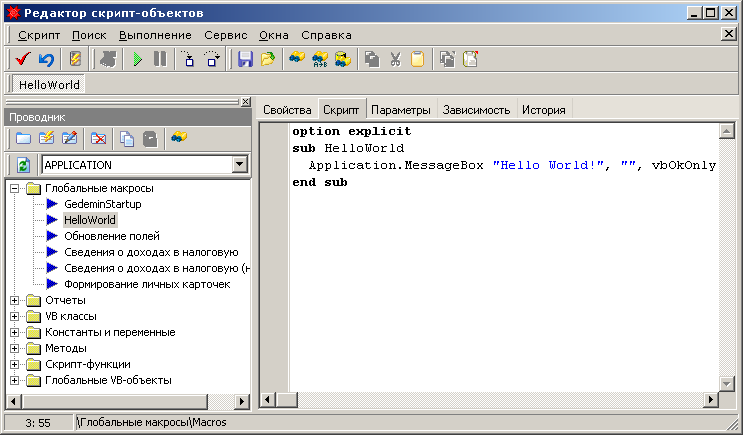 Редактор скрипт-объектов
Скрипт Поиск Выполнение Сервис Окна Справка
HelloWorld
Проводник
APPLICATION
Глобальные макросы
GedeminStartup
HelloWorld
Обновление полей
Сведения о доходах в налоговую
Сведения о доходах в налоговую (н
Формирование личных карточек
Отчеты
VB классы
Константы и переменные
Методы
Скрипт-функции
Глобальные VB-объекты
Свойства Скрипт Параметры Зависимость История
option explicit
sub HelloWorld
Application.MessageBox "Hello World!", "", vbOkOnly
end sub
3: 55 \Глобальные макросы\Macros